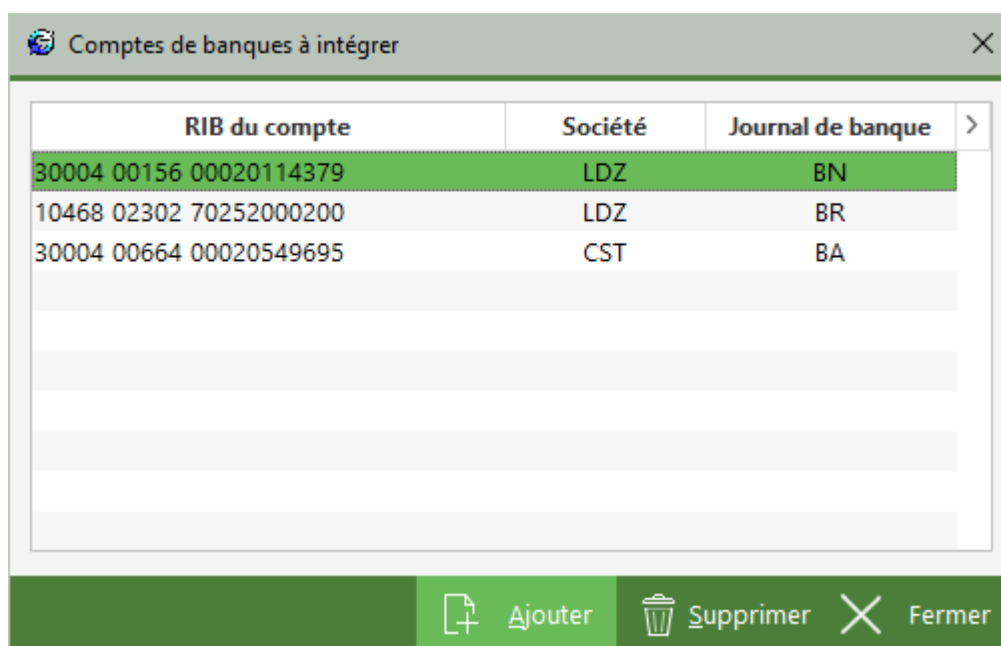 Comptes de banques à intégrer
RIB du compte Société Journal de banque
30004 00156 00020114379 LDZ BN
10468 02302 70252000200 LDZ BR
30004 00664 00020549695 CST BA
Ajouter Supprimer Fermer